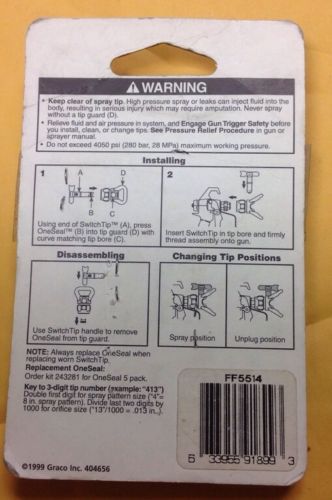 WARNING
• Keep clear of spray tip. High pressure spray or leaks can inject fluid into the
body, resulting in serious injury which may require amputation. Never spray
without a tip guard (D).
• Relieve fluid and air pressure in system, and Engage Gun Trigger Safety before
you install, clean, or change tips. See Pressure Relief Procedure in gun or
sprayer manual.
• Do not exceed 4050 psi (280 bar, 28 MPa) maximum working pressure.
Installing
1
A
D
B
C
2
Using end of SwitchTip™ (A), press
OneSeal™ (B) into tip guard (D) with
curve matching tip bore (C).
Insert SwitchTip in tip bore and firmly
thread assembly onto gun.
Disassembling
Changing Tip Positions
Use SwitchTip handle to remove
OneSeal from tip guard.
Spray position
Unplug position
NOTE: Always replace OneSeal when
replacing worn SwitchTip.
Replacement OneSeal:
Order kit 243281 for OneSeal 5 pack.
Key to 3-digit tip number (example: "413")
Double first digit for spray pattern size ("4"=
8 in. spray pattern size). Divide last two digits by
1000 for orifice size ("13"/1000 = .013 in.).
FF5514
6 33955 91899 3
©1999 Graco Inc. 404656